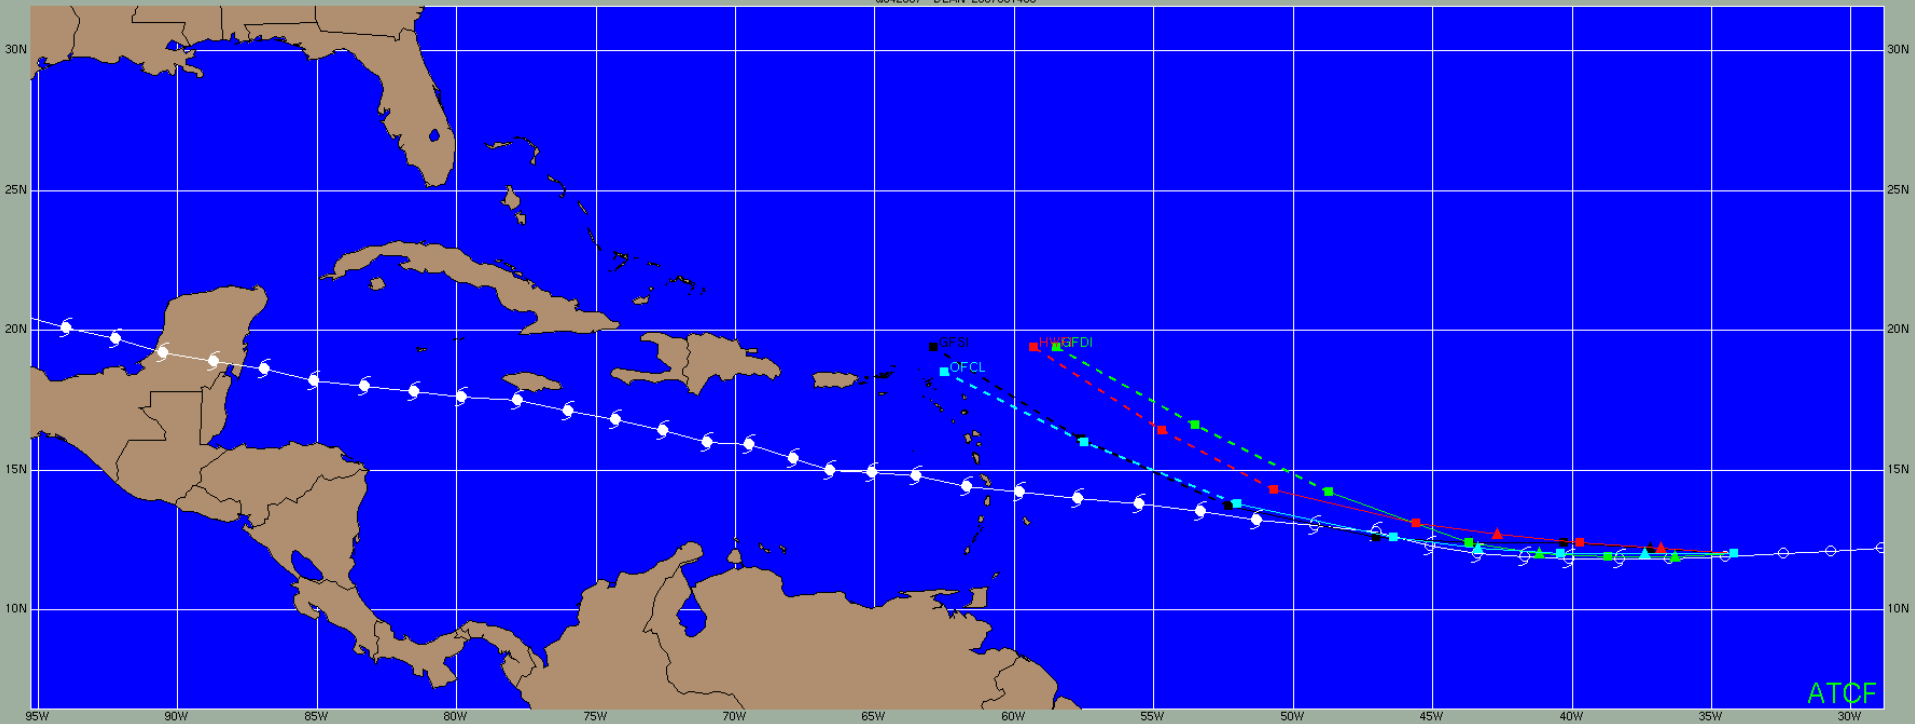 30N 30N
25N 25N
20N 20N
GFSI GFDI
OFCL
15N 15N
10N 10N
ATCF
95W 90W 85W 80W 75W 70W 65W 60W 55W 50W 45W 40W 35W 30W